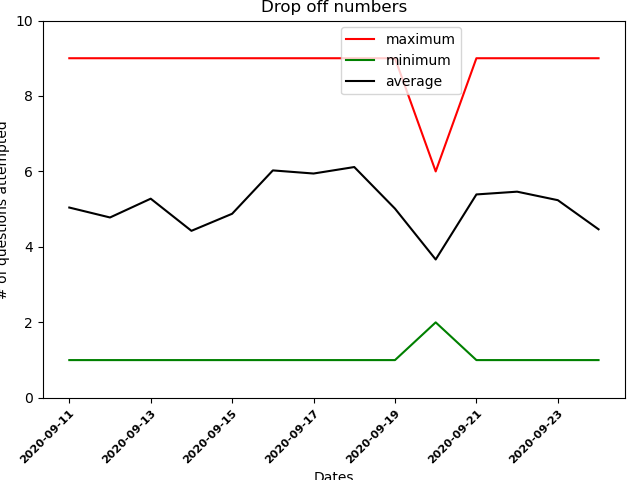 Drop off numbers
maximum
minimum
average
# of questions attempted
10
8
6
4
2
0
2020-09-11
2020-09-13
2020-09-15
2020-09-17
2020-09-19
2020-09-21
2020-09-23
Dates